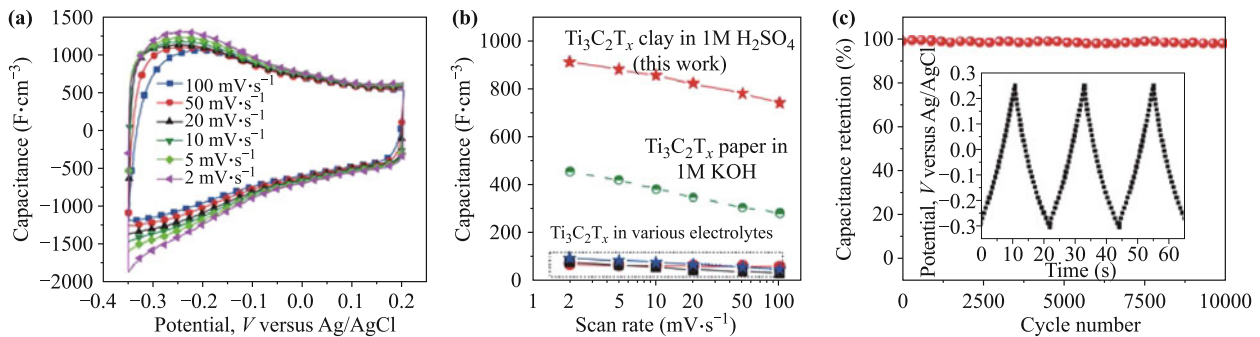 (a)
1500
1000
500
0
−500
−1000
−1500
−2000
Capacitance (F·cm⁻³)
100 mV·s⁻¹
50 mV·s⁻¹
20 mV·s⁻¹
10 mV·s⁻¹
5 mV·s⁻¹
2 mV·s⁻¹
−0.4 −0.3 −0.2 −0.1 0.0 0.1 0.2
Potential, V versus Ag/AgCl
(b)
1000
800
600
400
200
0
Capacitance (F·cm⁻³)
Ti₃C₂Tₓ clay in 1M H₂SO₄
(this work)
Ti₃C₂Tₓ paper in
1M KOH
Ti₃C₂Tₓ in various electrolytes
1 2 5 10 20 50 100
Scan rate (mV·s⁻¹)
(c)
100
80
60
40
20
0
Capacitance retention (%)
Potential, V versus Ag/AgCl
0.3
0.2
0.1
0.0
−0.1
−0.2
−0.3
0 10 20 30 40 50 60
Time (s)
0 2500 5000 7500 10000
Cycle number